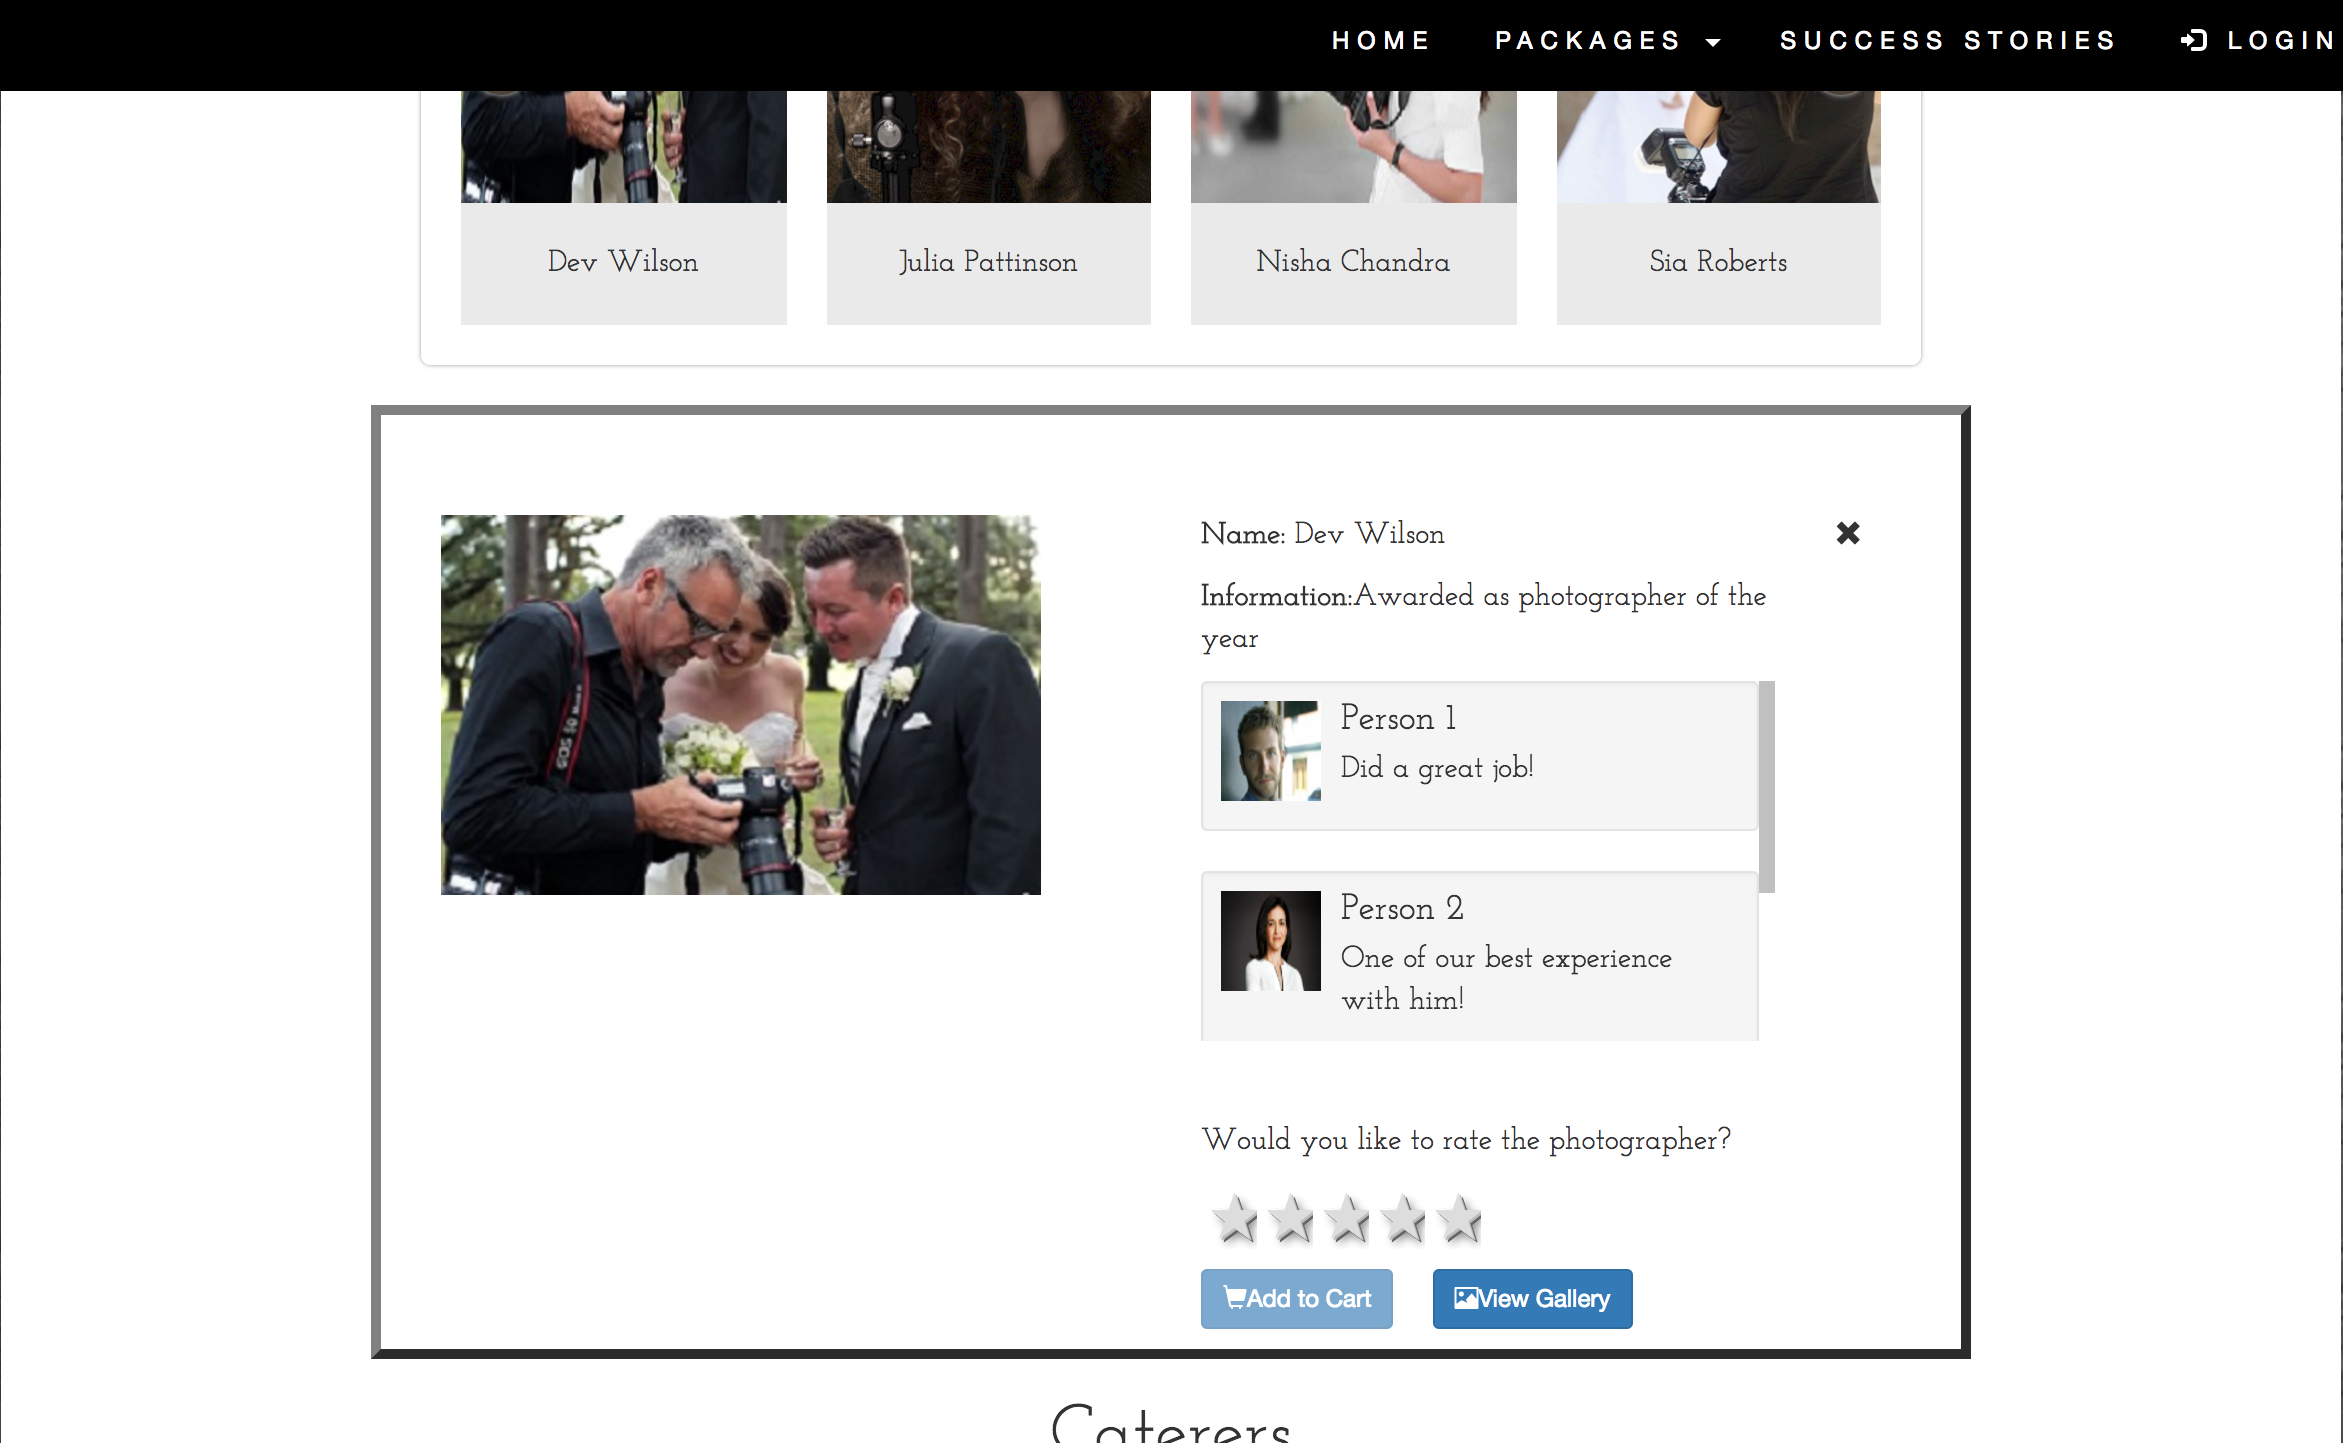 HOME PACKAGES SUCCESS STORIES LOGIN
Dev Wilson
Julia Pattinson
Nisha Chandra
Sia Roberts
Name: Dev Wilson
Information:Awarded as photographer of the
year
Person 1
Did a great job!
Person 2
One of our best experience
with him!
Would you like to rate the photographer?
Add to Cart
View Gallery
Caterers